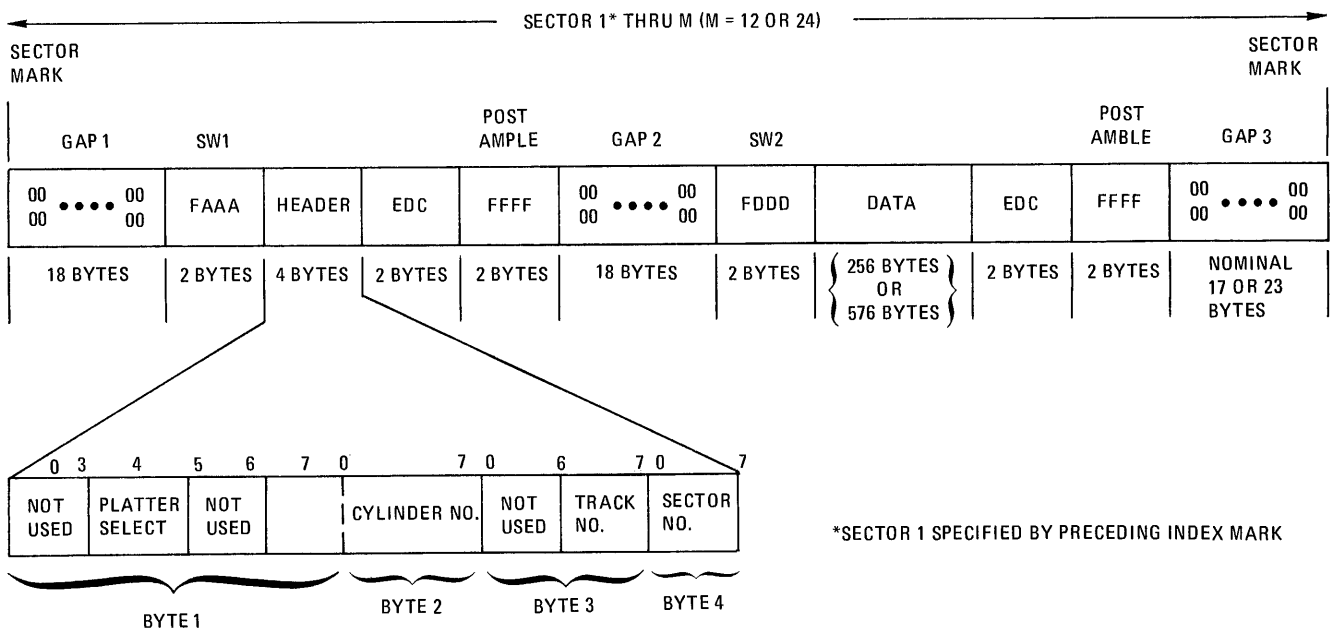 SECTOR 1* THRU M (M = 12 OR 24)
SECTOR
MARK
SECTOR
MARK
GAP 1
SW1
POST
AMPLE
GAP 2
SW2
POST
AMBLE
GAP 3
00 •••• 00
00 00
FAAA
HEADER
EDC
FFFF
00 •••• 00
00 00
FDDD
DATA
EDC
FFFF
00 •••• 00
00 00
18 BYTES
2 BYTES
4 BYTES
2 BYTES
2 BYTES
18 BYTES
2 BYTES
256 BYTES
OR
576 BYTES
2 BYTES
2 BYTES
NOMINAL
17 OR 23
BYTES
0 3 4 5 6 7 0 7 0 6 7 0 7
NOT
USED
PLATTER
SELECT
NOT
USED
CYLINDER NO.
NOT
USED
TRACK
NO.
SECTOR
NO.
*SECTOR 1 SPECIFIED BY PRECEDING INDEX MARK
BYTE 1
BYTE 2
BYTE 3
BYTE 4